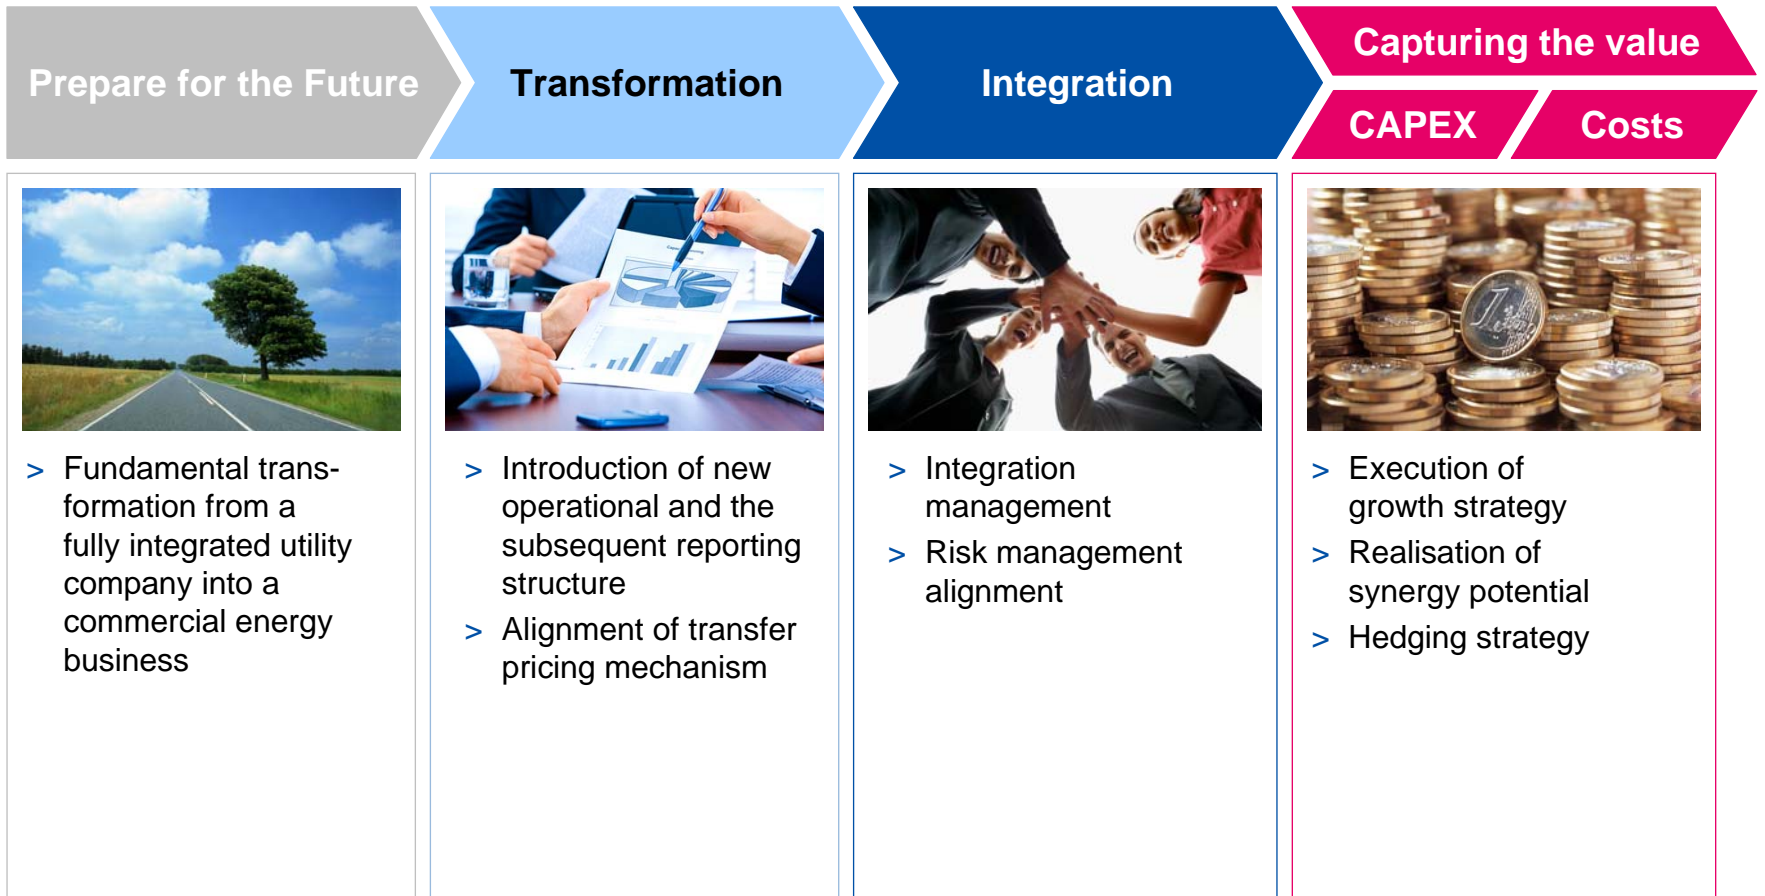 Prepare for the Future
Transformation
Integration
Capturing the value
CAPEX
Costs
> Fundamental trans-
formation from a
fully integrated utility
company into a
commercial energy
business
> Introduction of new
operational and the
subsequent reporting
structure
> Alignment of transfer
pricing mechanism
> Integration
management
> Risk management
alignment
> Execution of
growth strategy
> Realisation of
synergy potential
> Hedging strategy